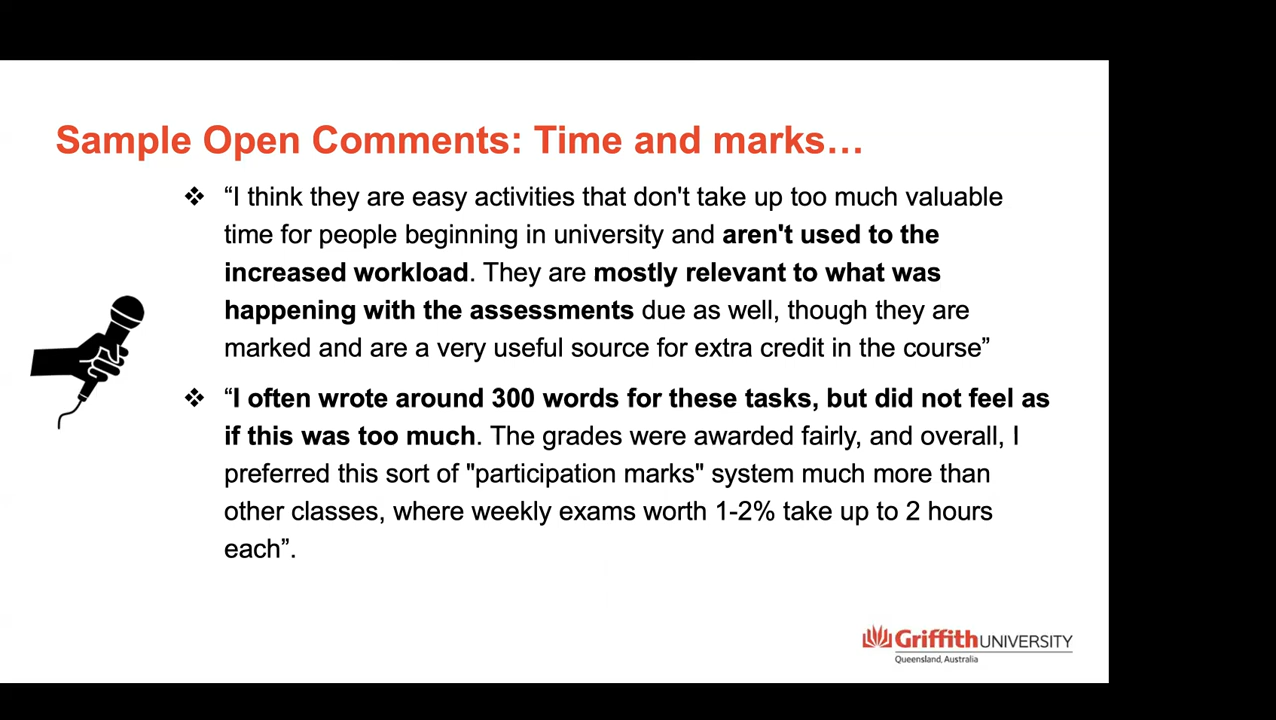 Sample Open Comments: Time and marks…
❖ “I think they are easy activities that don't take up too much valuable
time for people beginning in university and aren't used to the
increased workload. They are mostly relevant to what was
happening with the assessments due as well, though they are
marked and are a very useful source for extra credit in the course”
❖ “I often wrote around 300 words for these tasks, but did not feel as
if this was too much. The grades were awarded fairly, and overall, I
preferred this sort of "participation marks" system much more than
other classes, where weekly exams worth 1-2% take up to 2 hours
each”.
Griffith UNIVERSITY
Queensland, Australia